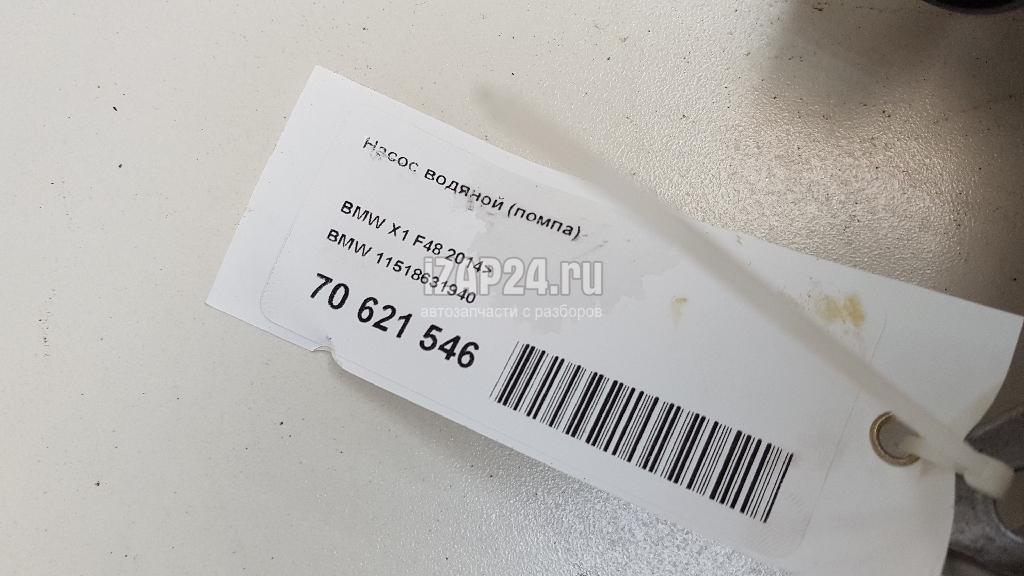 Насос водяной (помпа)
BMW X1 F48 2014>
BMW 11518631940
70 621 546
iZAP24.ru
автозапчасти с разборов